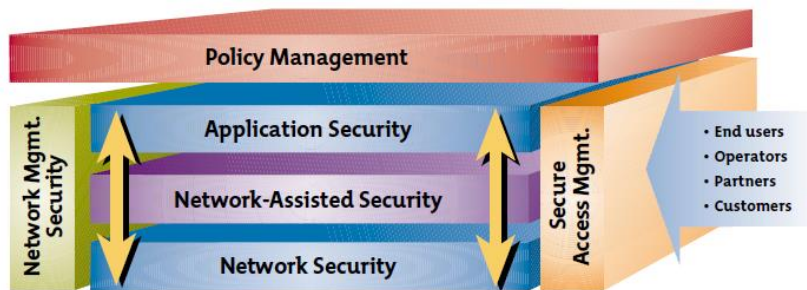 Policy Management
Network Mgmt.
Security
Application Security
Network-Assisted Security
Network Security
Secure
Access Mgmt.
• End users
• Operators
• Partners
• Customers